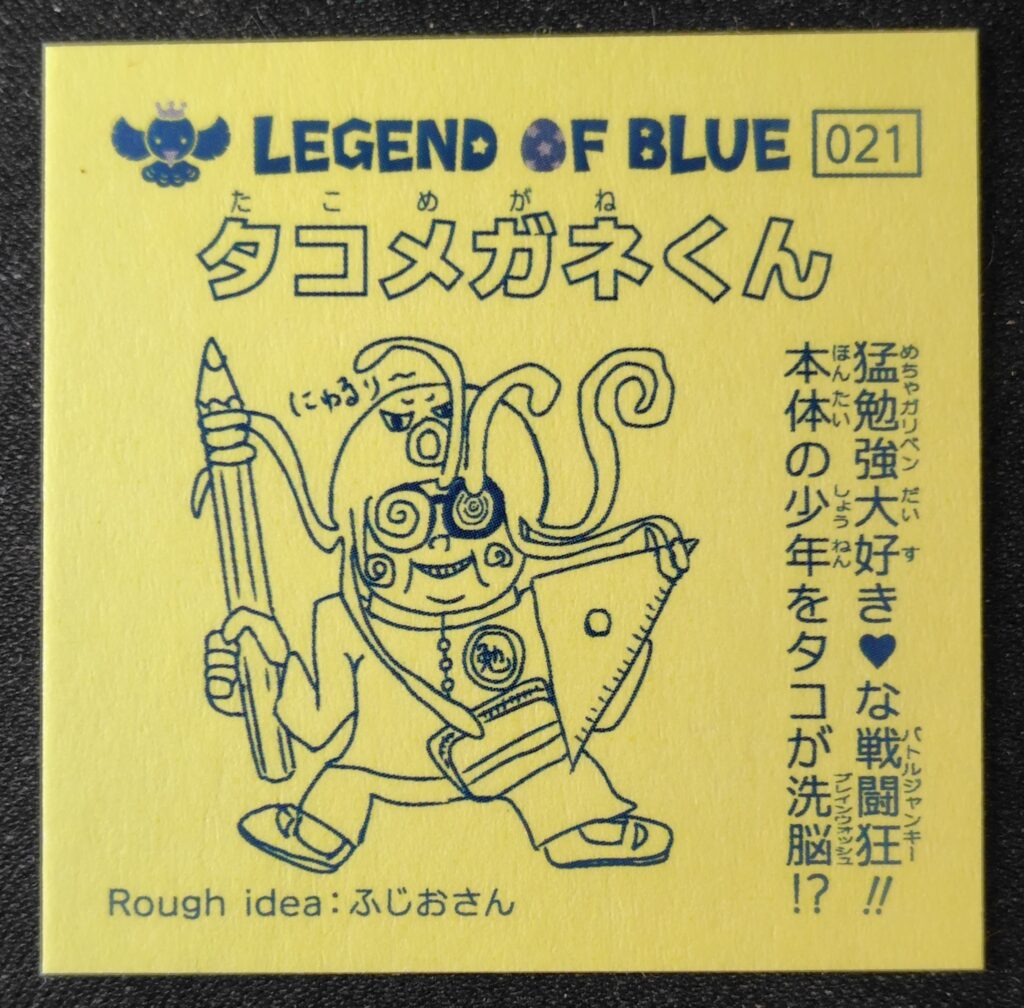 LEGEND OF BLUE 021
たこめがね
タコメガネくん
にゅるり〜
勉
猛勉強大好き♥な戦闘狂!!
めちゃガリベン だい す バトルジャンキー
本体の少年をタコが洗脳!?
ほんたい しょうねん ブレインウォッシュ
Rough idea:ふじおさん